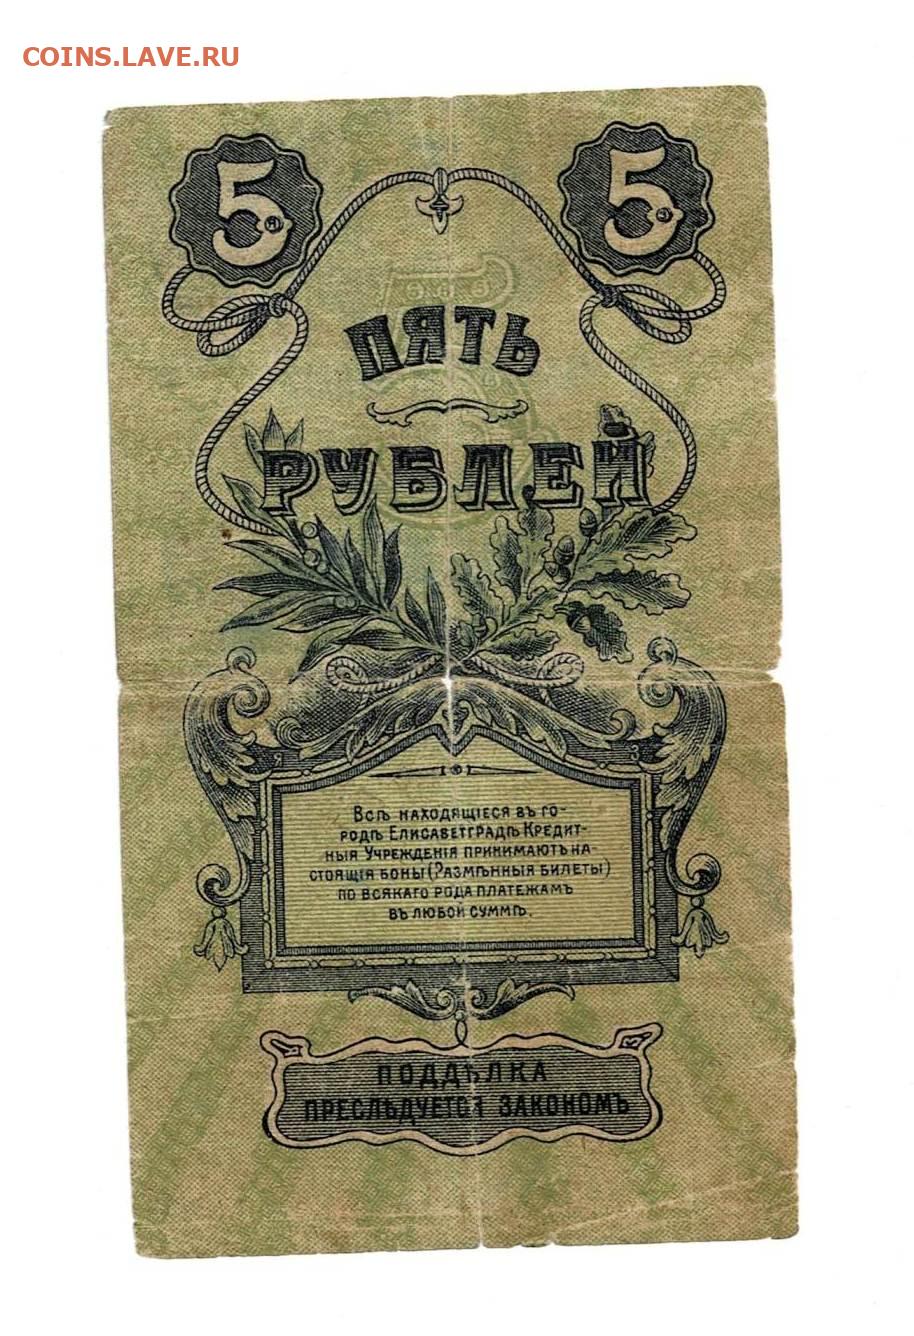 COINS.LAVE.RU
5 5
ПЯТЬ
РУБЛЕЙ
Всѣ находящіеся въ го-
родѣ Елисаветградѣ Кредит-
ныя Учрежденія принимаютъ на-
стоящія боны (Размѣнныя билеты)
по всякаго рода платежамъ
въ любой суммѣ.
ПОДДѢЛКА
ПРЕСЛѢДУЕТСЯ ЗАКОНОМЪ